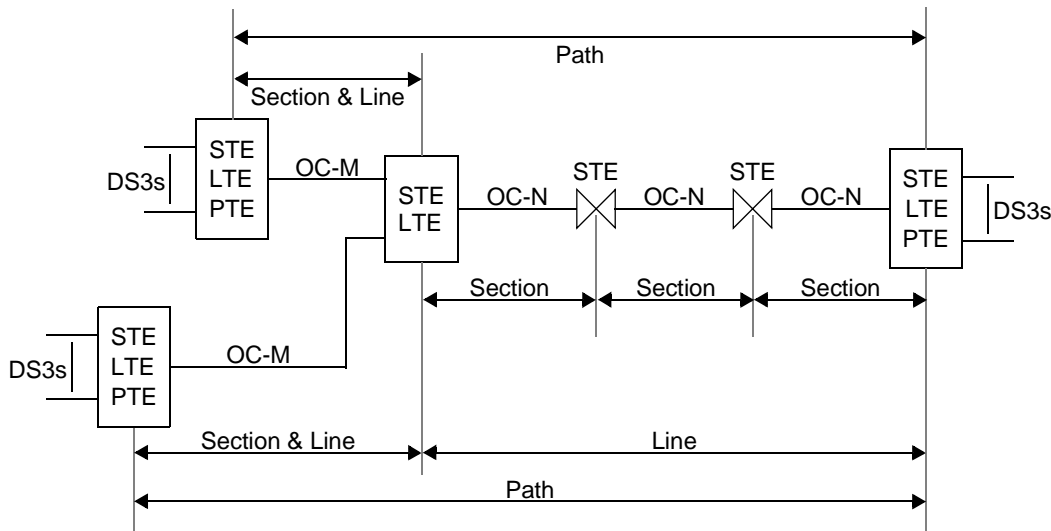 Path
Section & Line
STE
LTE
PTE
DS3s
OC-M
STE
LTE
OC-N
STE
OC-N
STE
OC-N
STE
LTE
PTE
DS3s
Section
Section
Section
STE
LTE
PTE
DS3s
OC-M
Section & Line
Line
Path